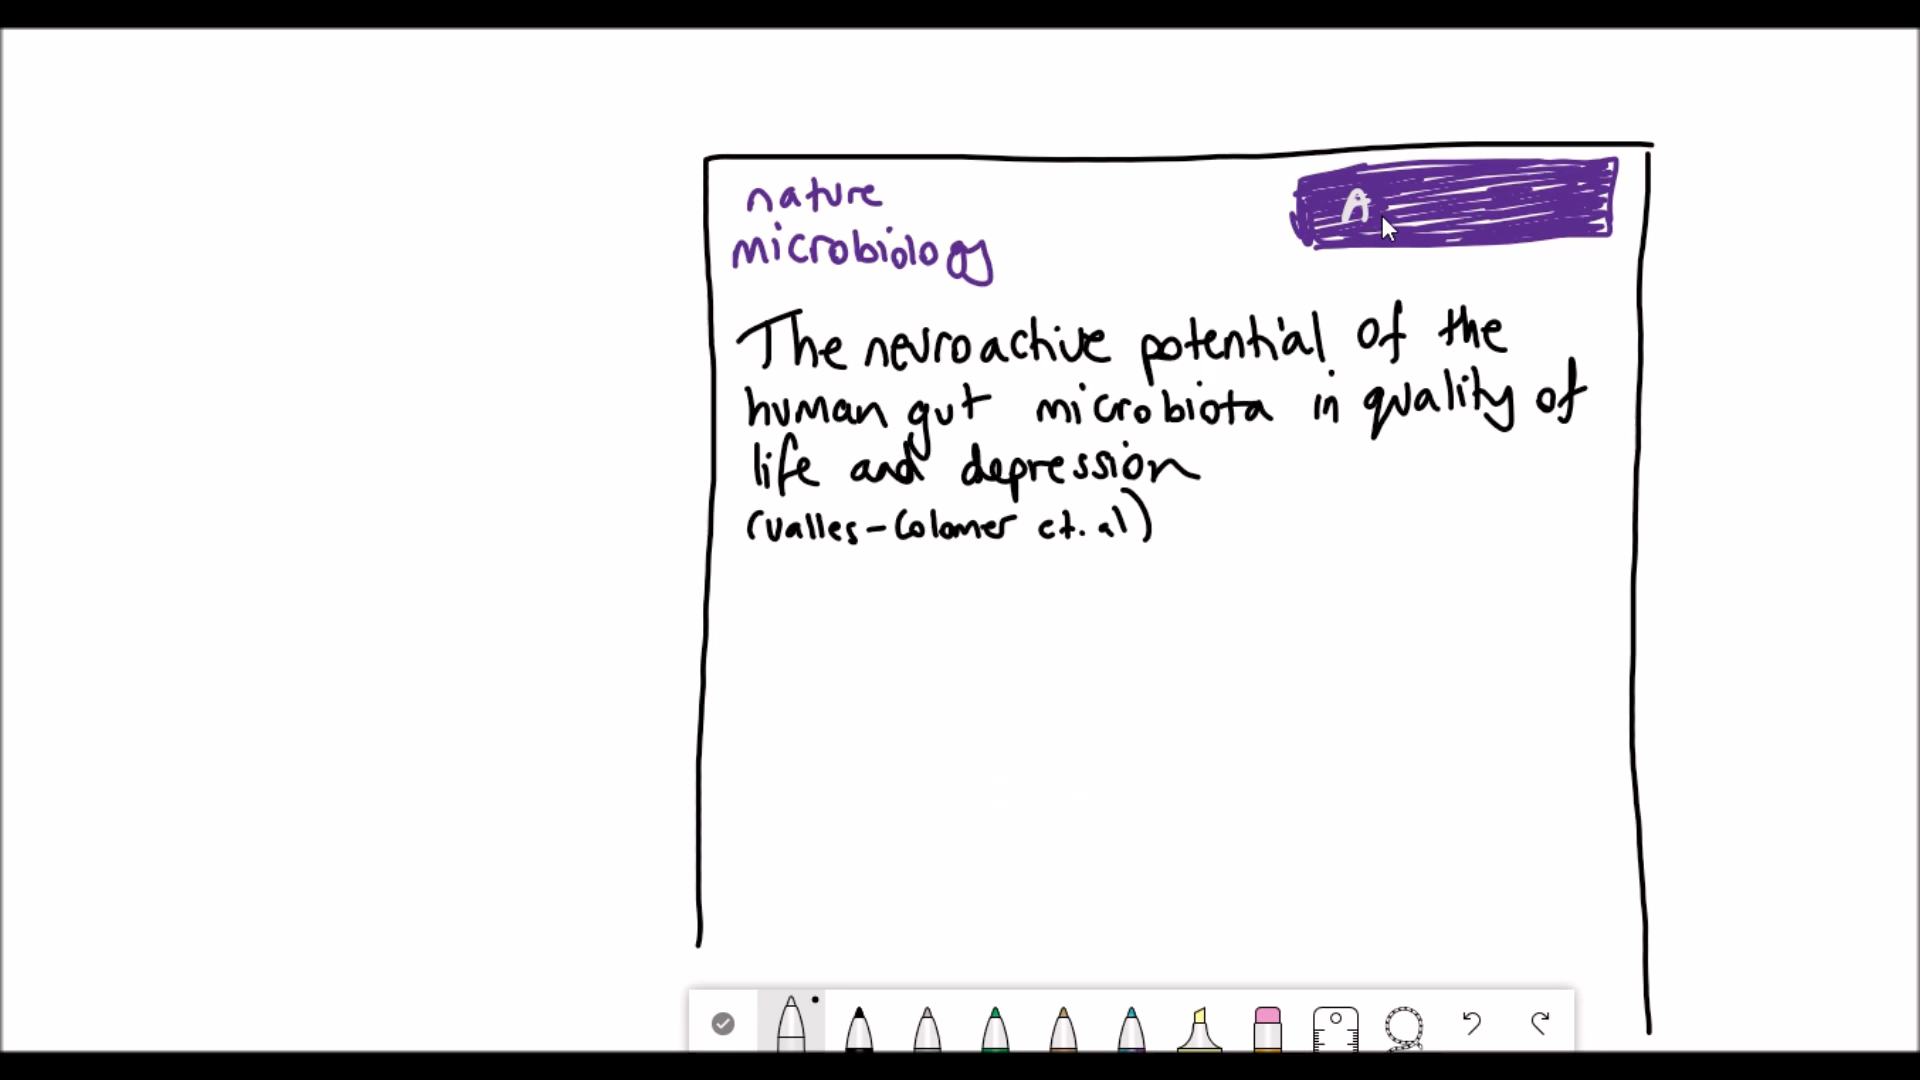 nature
microbiology
A
The neuroactive potential of the
human gut microbiota in quality of
life and depression
(Valles-Colomer et. al)